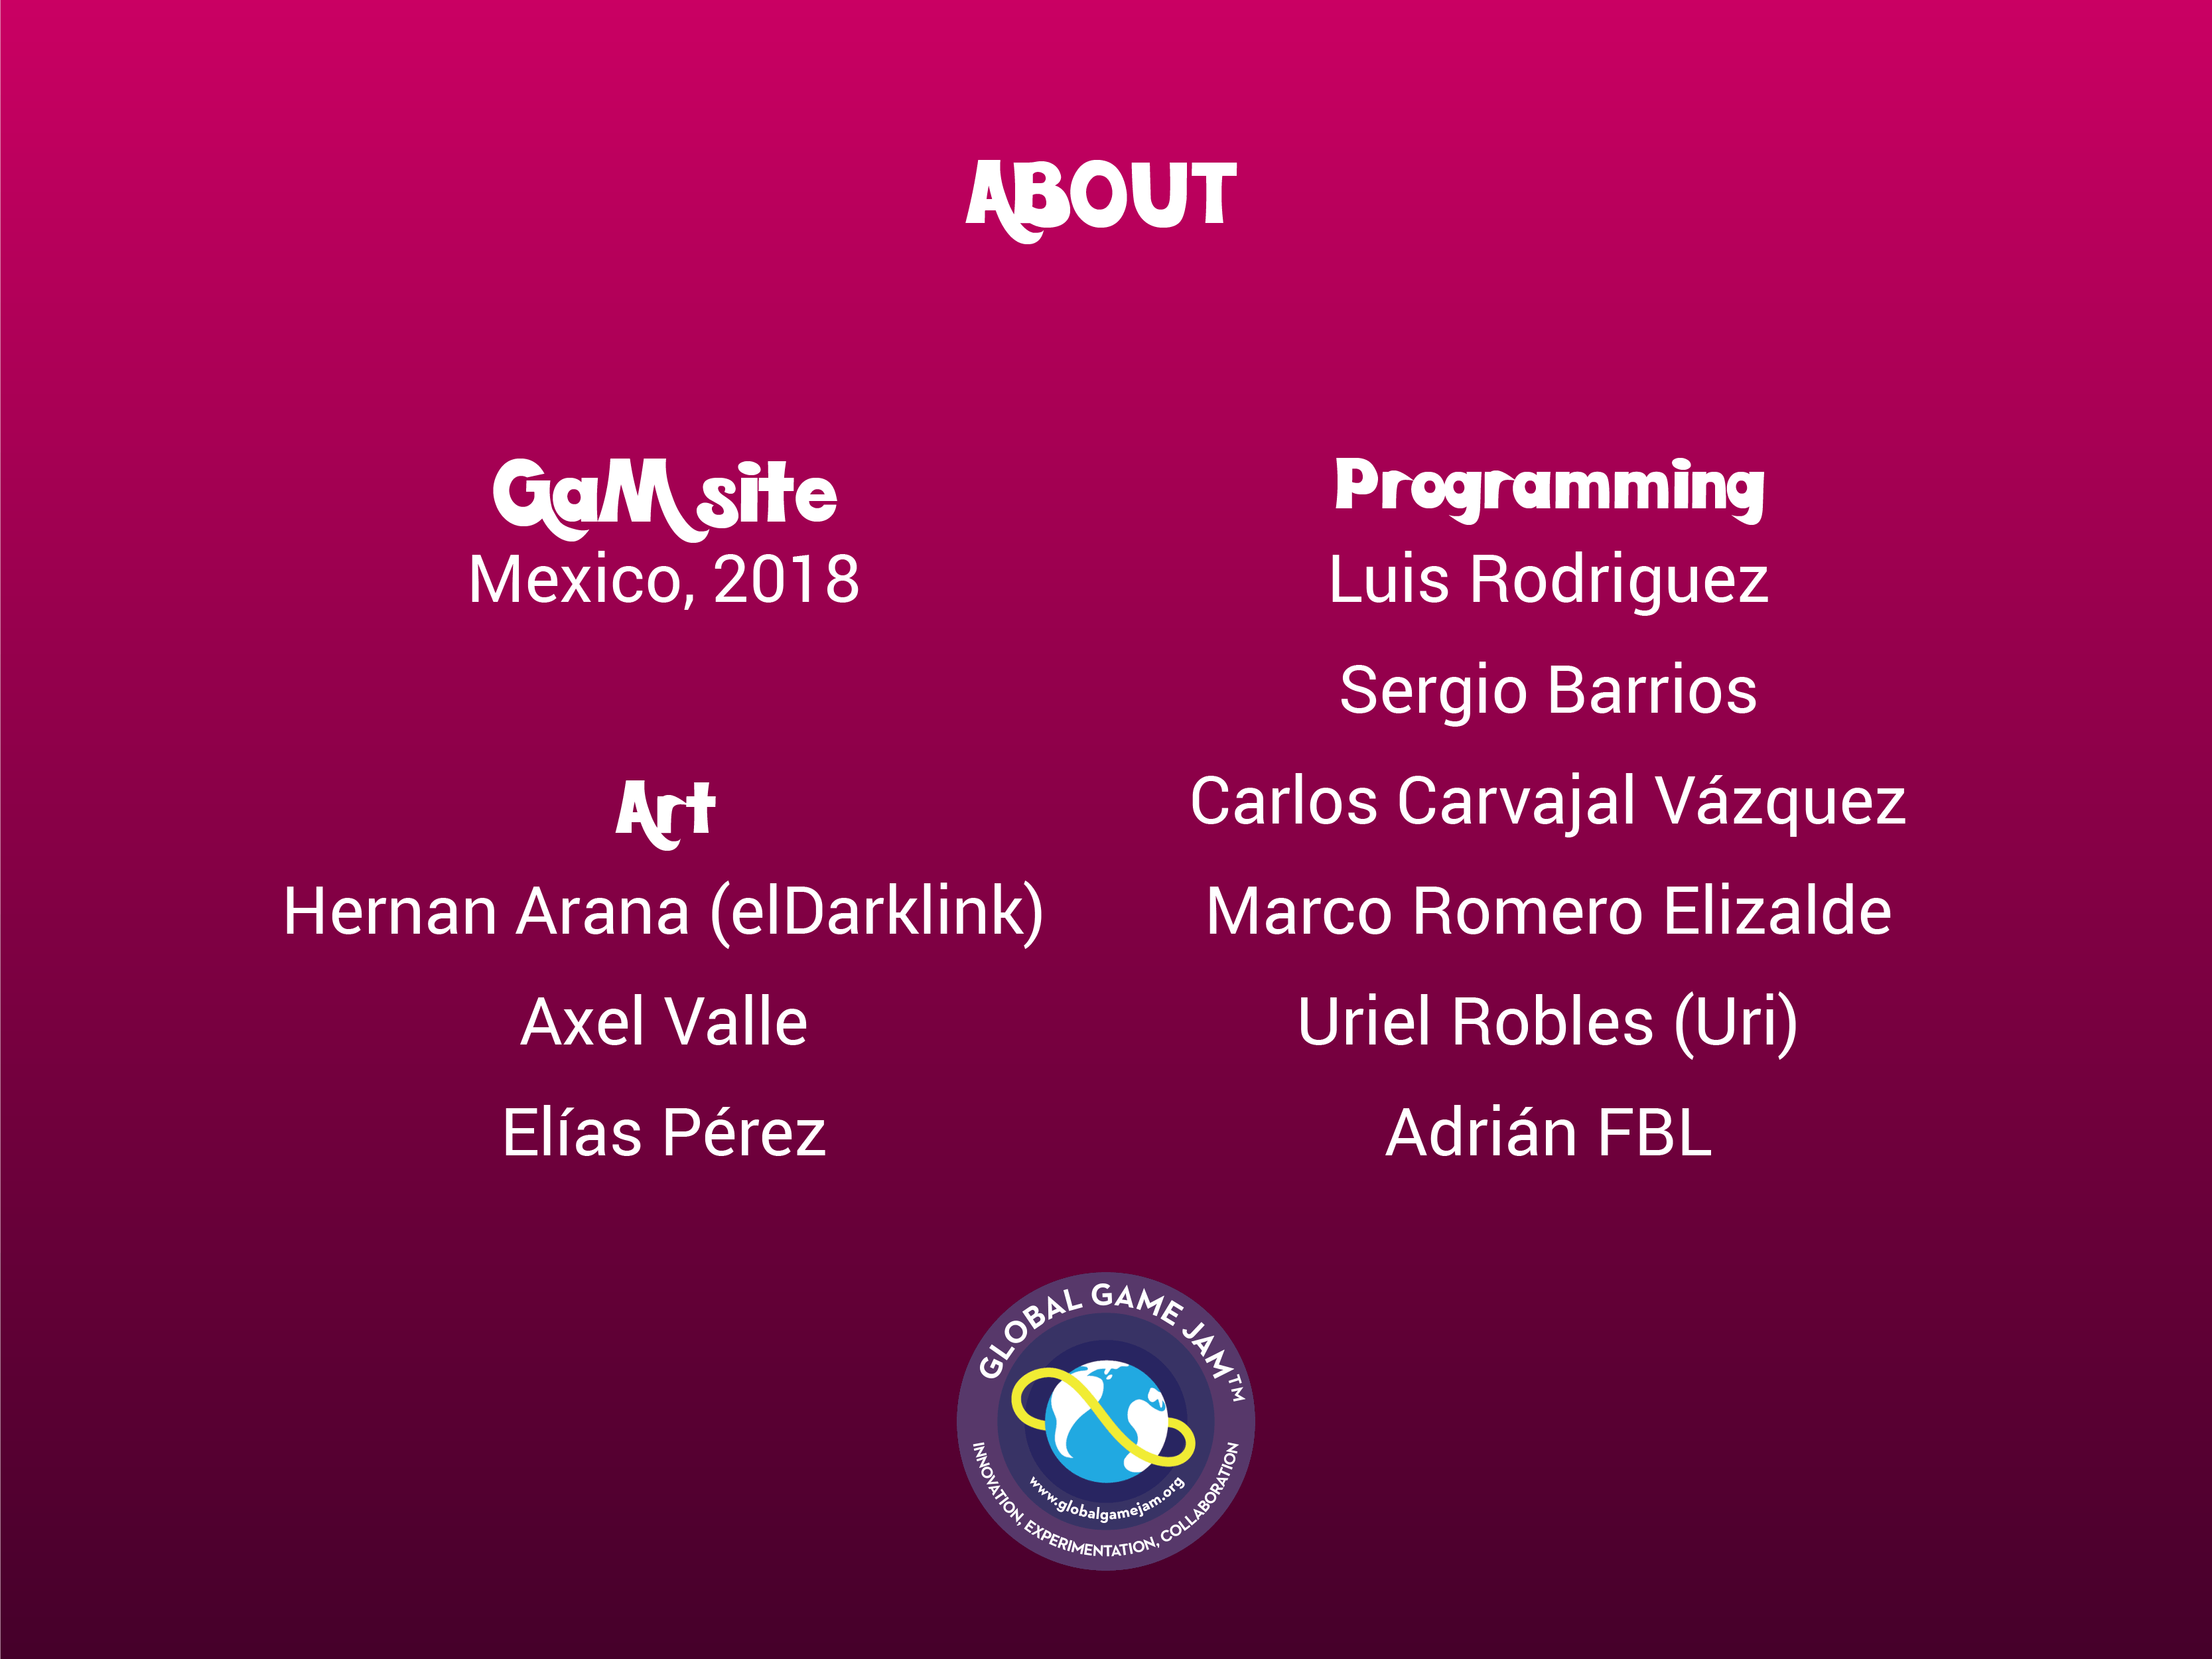 ABOUT
GaM site
Mexico, 2018
Art
Hernan Arana (elDarklink)
Axel Valle
Elías Pérez
Programming
Luis Rodriguez
Sergio Barrios
Carlos Carvajal Vázquez
Marco Romero Elizalde
Uriel Robles (Uri)
Adrián FBL
GLOBAL GAME JAM™
www.globalgamejam.org
INNOVATION, EXPERIMENTATION, COLLABORATION